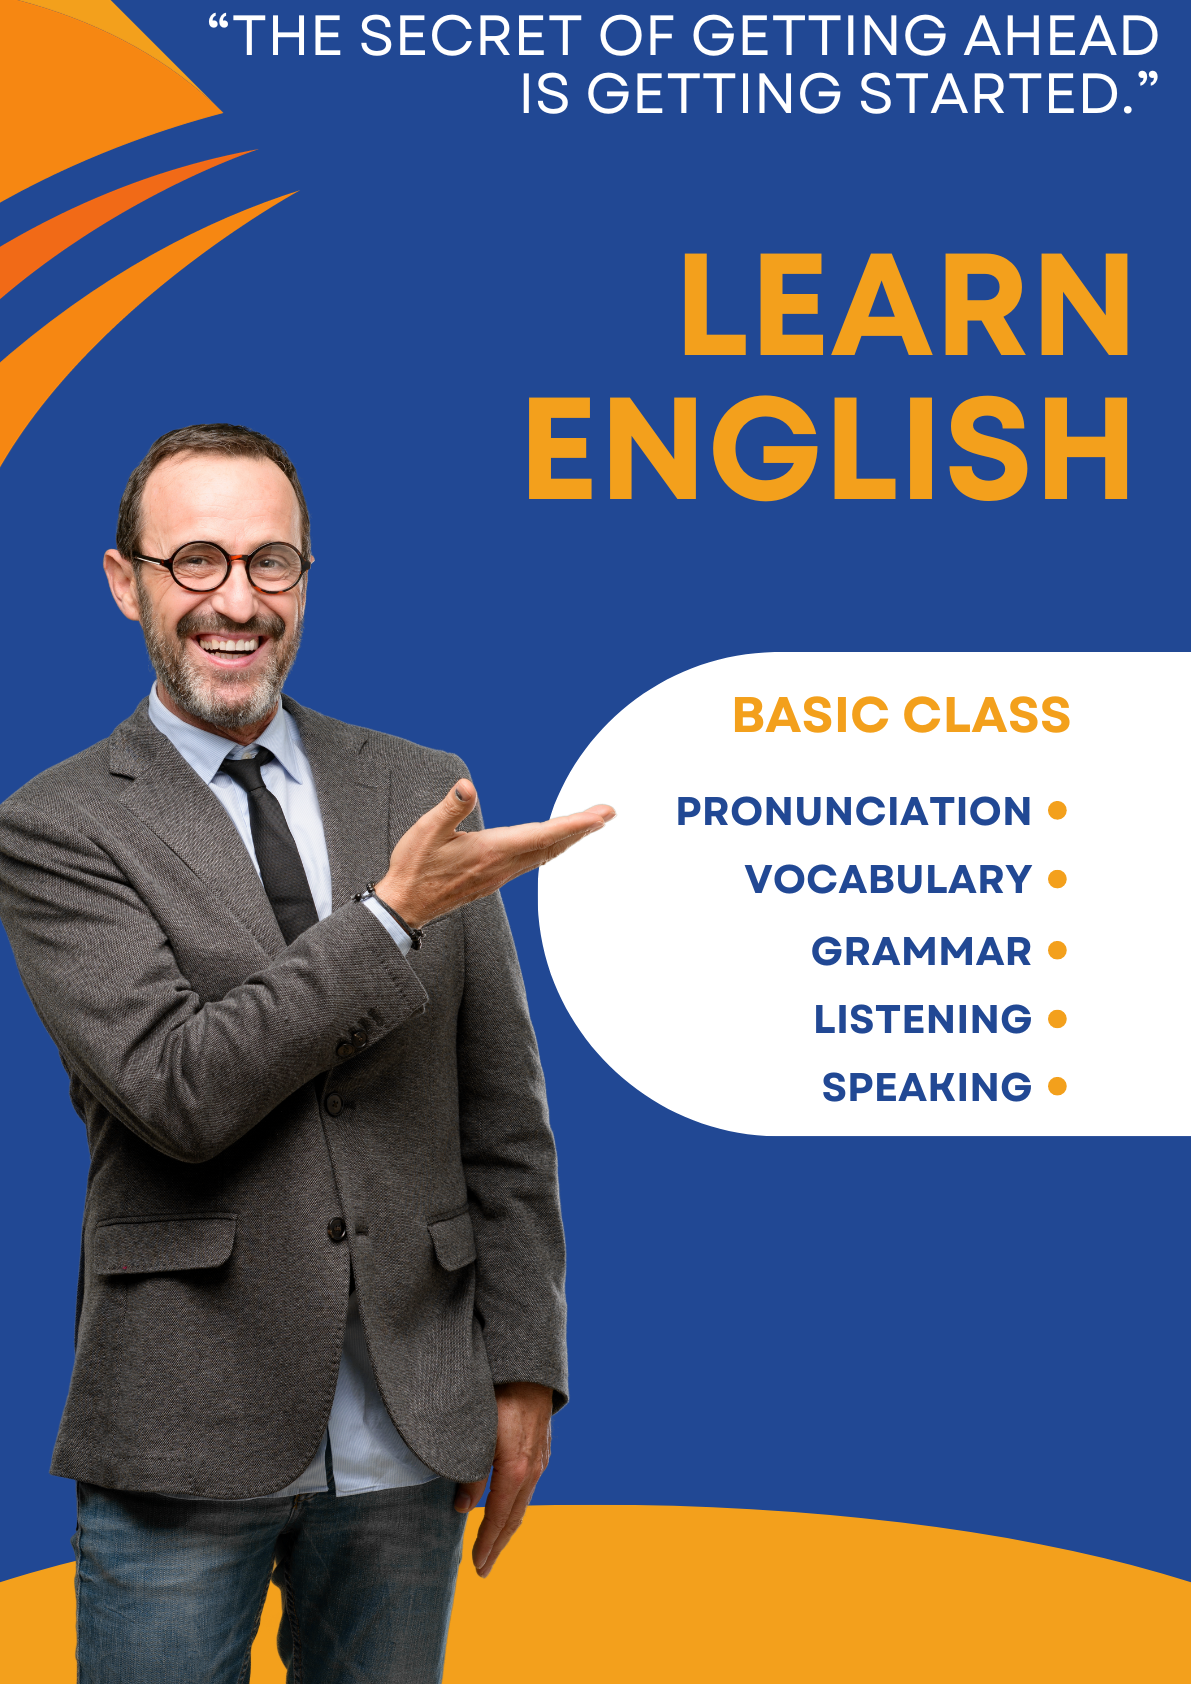 “THE SECRET OF GETTING AHEAD
IS GETTING STARTED.”
LEARN
ENGLISH
BASIC CLASS
PRONUNCIATION •
VOCABULARY •
GRAMMAR •
LISTENING •
SPEAKING •